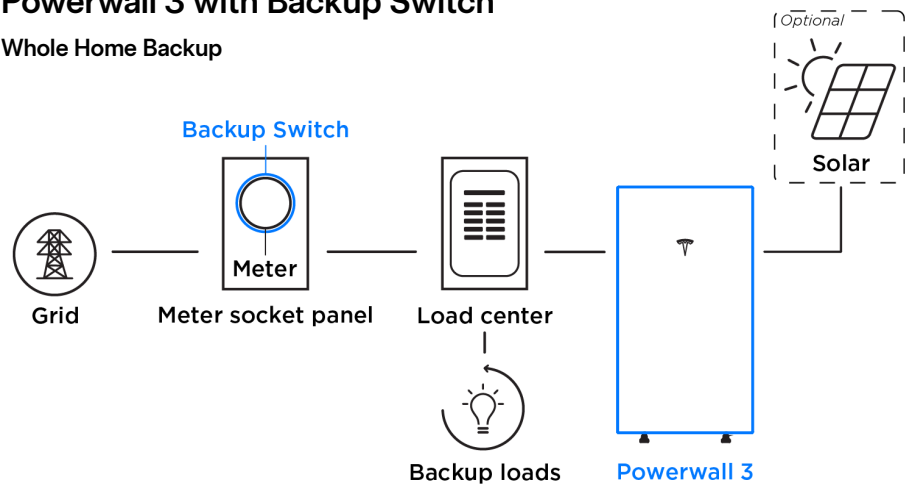 Powerwall 3 with Backup Switch
Whole Home Backup
Optional
Solar
Backup Switch
Meter
Grid
Meter socket panel
Load center
Backup loads
Powerwall 3